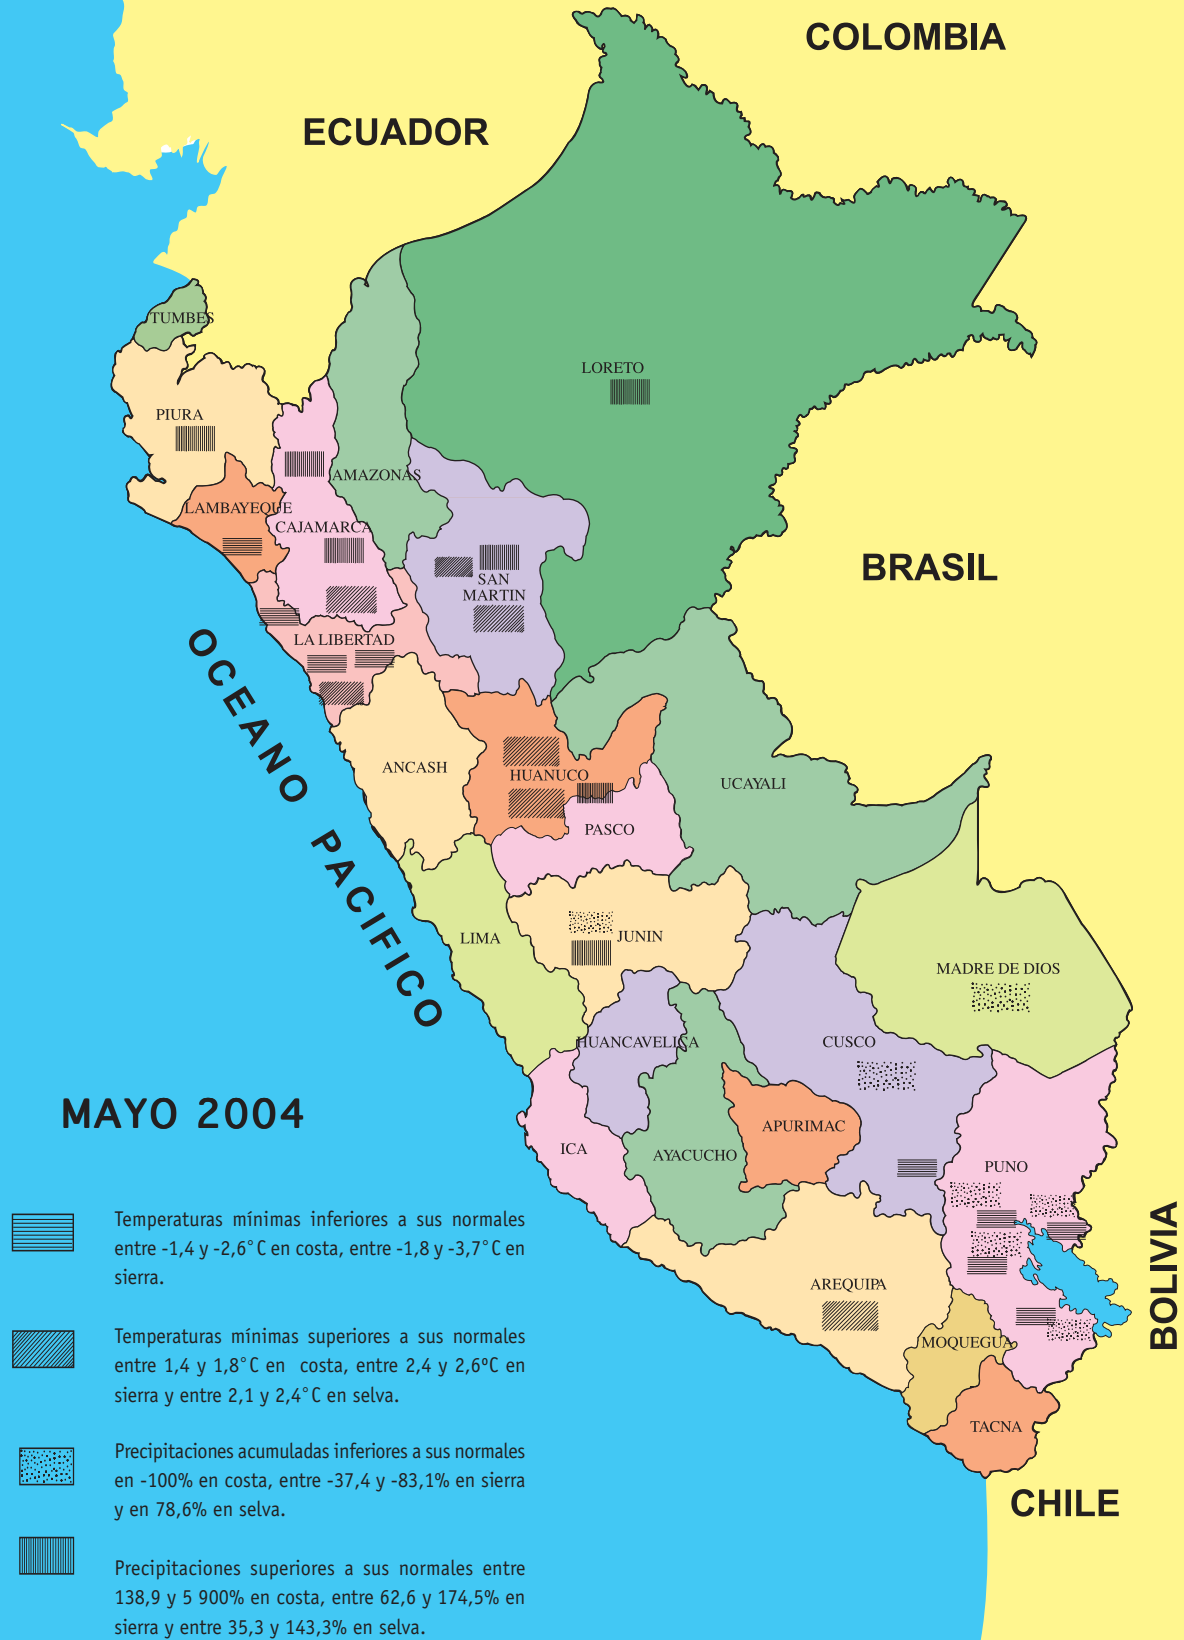 COLOMBIA
ECUADOR
TUMBES
LORETO
PIURA
AMAZONAS
LAMBAYEQUE
CAJAMARCA
BRASIL
SAN
MARTIN
LA LIBERTAD
OCEANO PACIFICO
ANCASH
HUANUCO
UCAYALI
PASCO
LIMA
JUNIN
MADRE DE DIOS
HUANCAVELICA
CUSCO
MAYO 2004
APURIMAC
ICA
AYACUCHO
PUNO
BOLIVIA
AREQUIPA
MOQUEGUA
TACNA
CHILE
Temperaturas mínimas inferiores a sus normales
entre -1,4 y -2,6°C en costa, entre -1,8 y -3,7°C en
sierra.
Temperaturas mínimas superiores a sus normales
entre 1,4 y 1,8°C en costa, entre 2,4 y 2,6ºC en
sierra y entre 2,1 y 2,4°C en selva.
Precipitaciones acumuladas inferiores a sus normales
en -100% en costa, entre -37,4 y -83,1% en sierra
y en 78,6% en selva.
Precipitaciones superiores a sus normales entre
138,9 y 5 900% en costa, entre 62,6 y 174,5% en
sierra y entre 35,3 y 143,3% en selva.